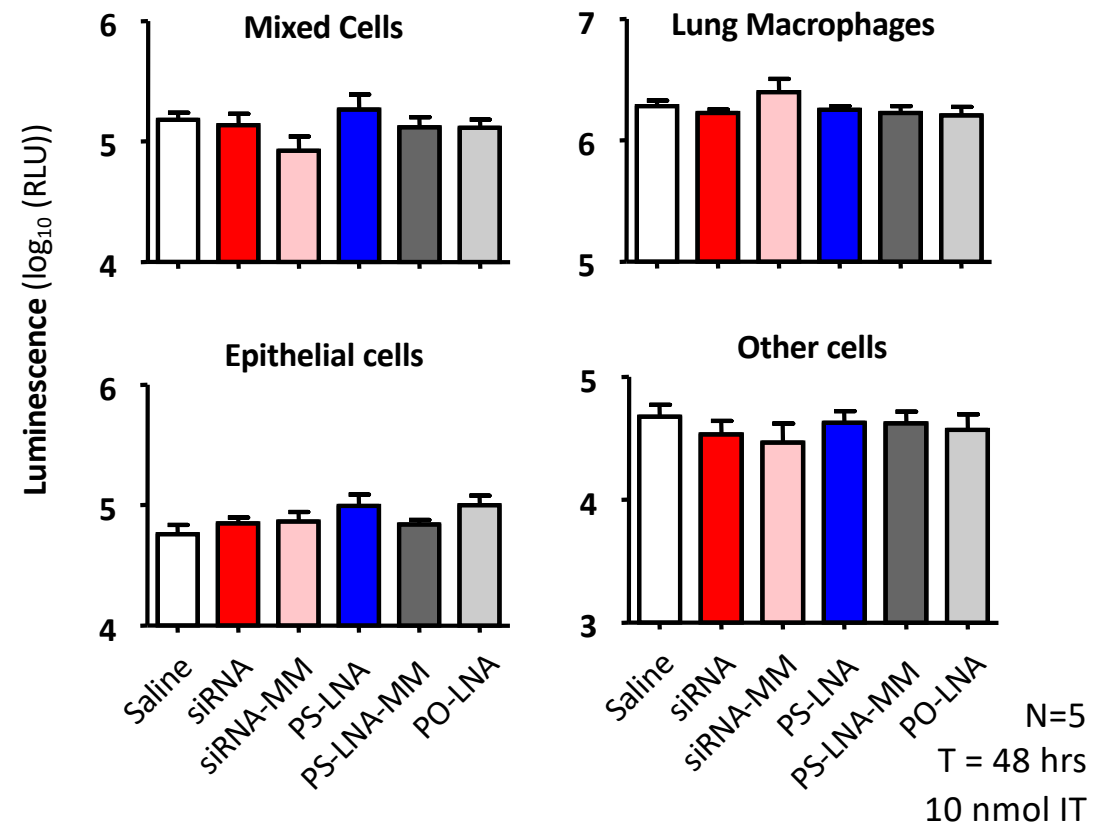 Mixed Cells
6
5
4
Lung Macrophages
7
6
5
Luminescence (log10 (RLU))
Epithelial cells
6
5
4
Other cells
5
4
3
Saline
siRNA
siRNA-MM
PS-LNA
PS-LNA-MM
PO-LNA
Saline
siRNA
siRNA-MM
PS-LNA
PS-LNA-MM
PO-LNA
N=5
T = 48 hrs
10 nmol IT